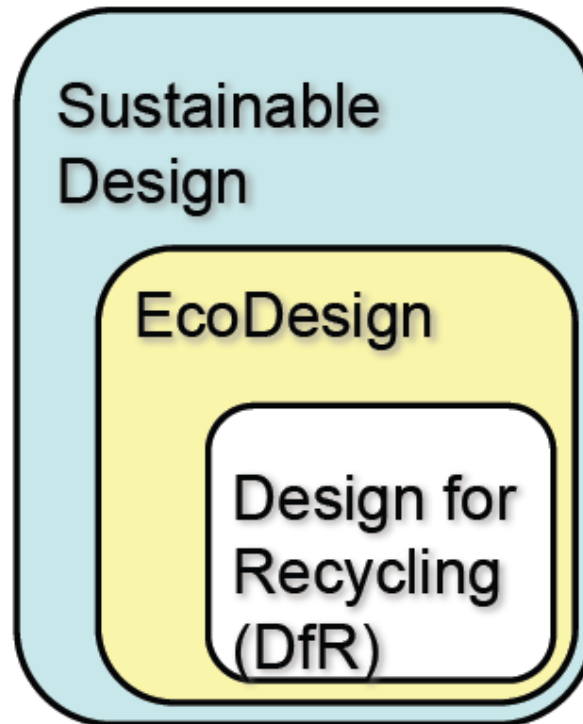 Sustainable
Design
EcoDesign
Design for
Recycling
(DfR)